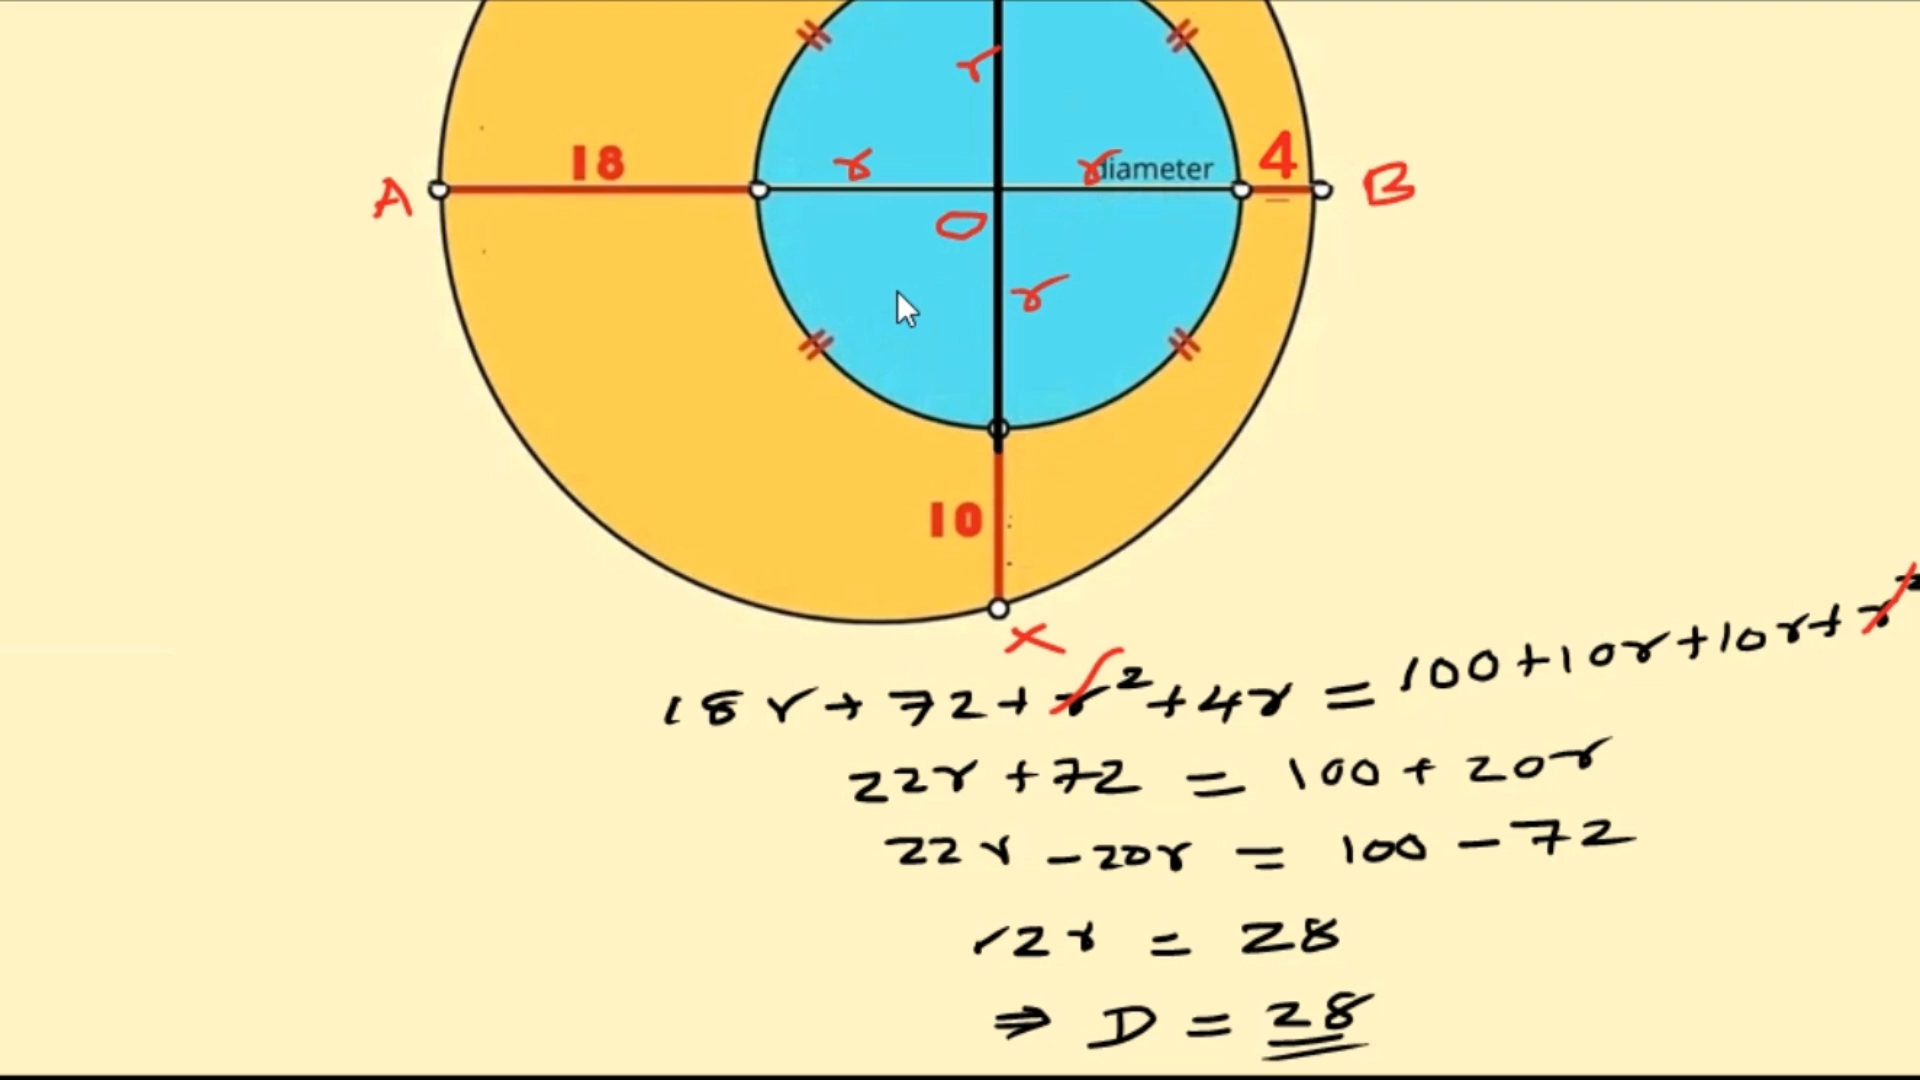 r
18
r
r
diameter
4
A
B
O
r
10
X
18r + 72 + r² + 4r = 100 + 10r + 10r + r²
22r + 72 = 100 + 20r
22r - 20r = 100 - 72
2r = 28
⇒ D = 28